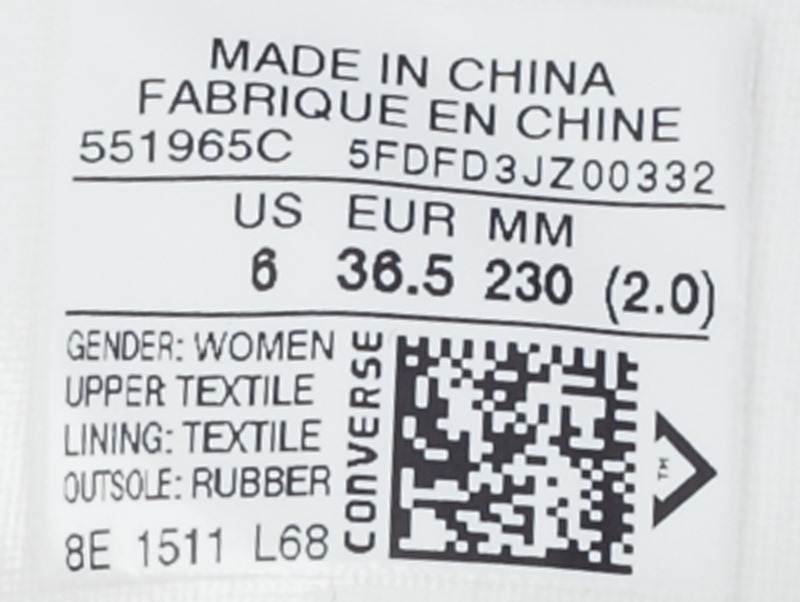 MADE IN CHINA
FABRIQUE EN CHINE
551965C 5FDFD3JZ00332
US EUR MM
6 36.5 230 (2.0)
GENDER: WOMEN
UPPER TEXTILE
LINING: TEXTILE
OUTSOLE: RUBBER
8E 1511 L68
CONVERSE
TM